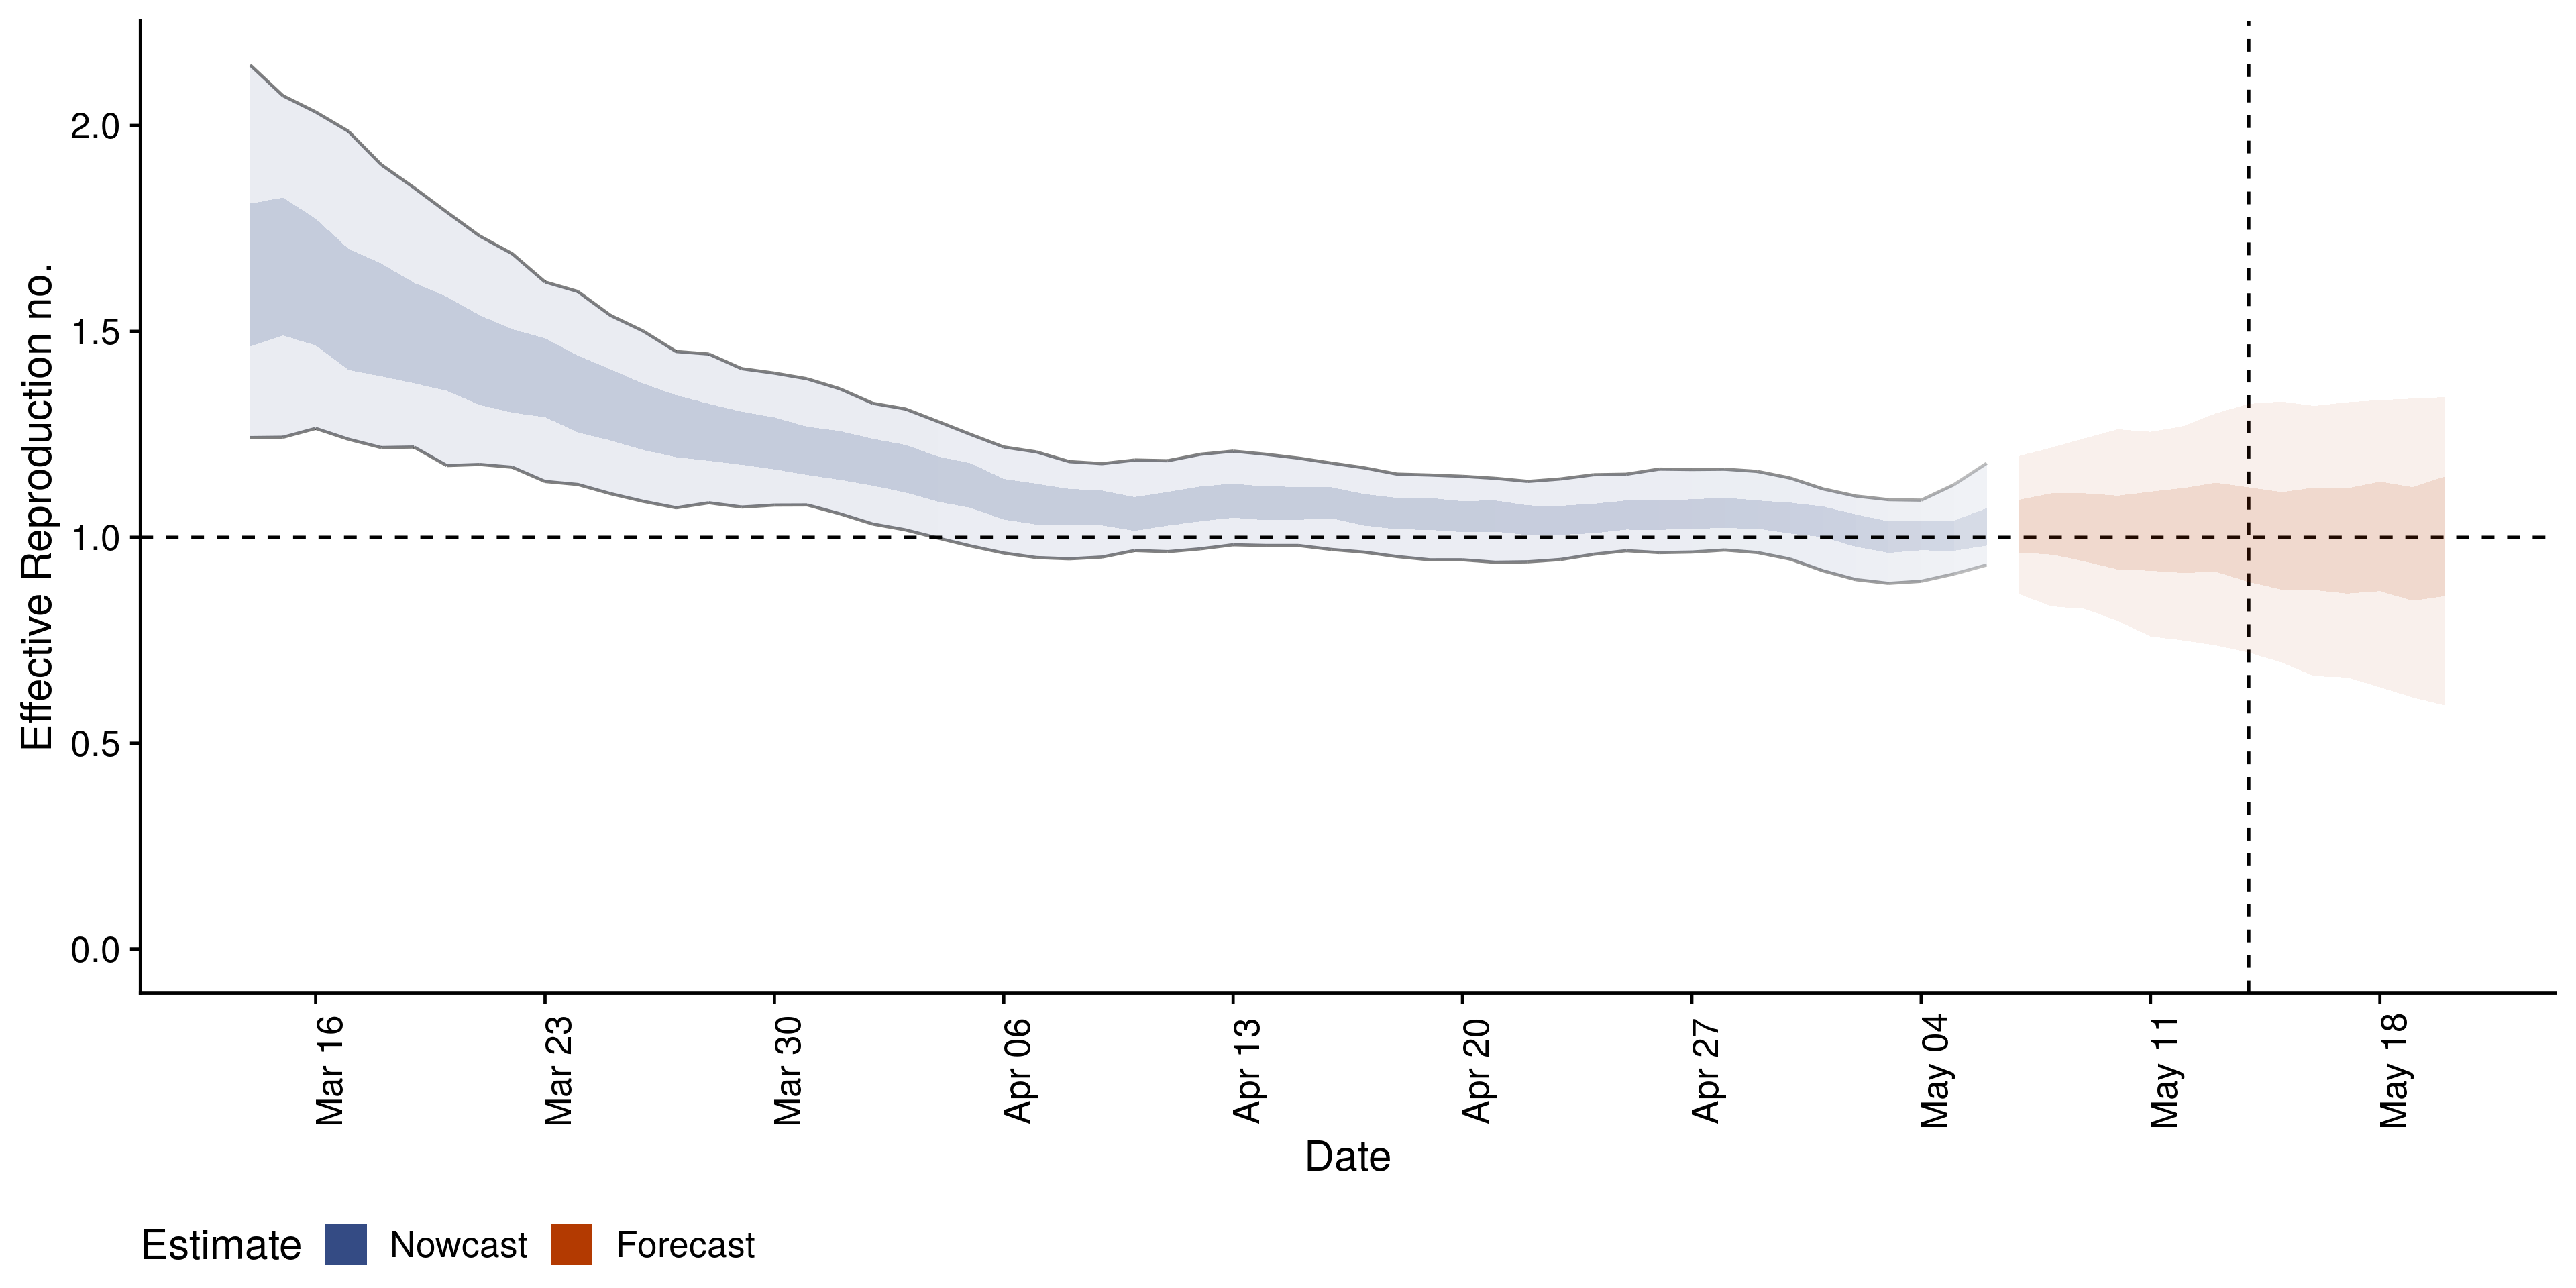 Effective Reproduction no.
2.0
1.5
1.0
0.5
0.0
Mar 16
Mar 23
Mar 30
Apr 06
Apr 13
Apr 20
Apr 27
May 04
May 11
May 18
Date
Estimate Nowcast Forecast